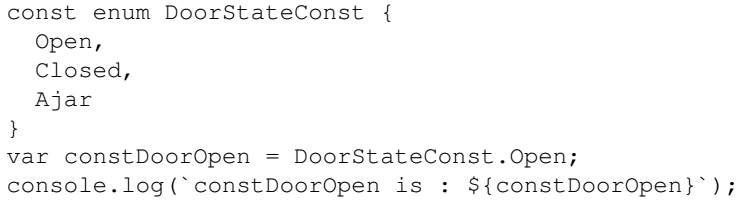 const enum DoorStateConst {
  Open,
  Closed,
  Ajar
}
var constDoorOpen = DoorStateConst.Open;
console.log(`constDoorOpen is : ${constDoorOpen}`);